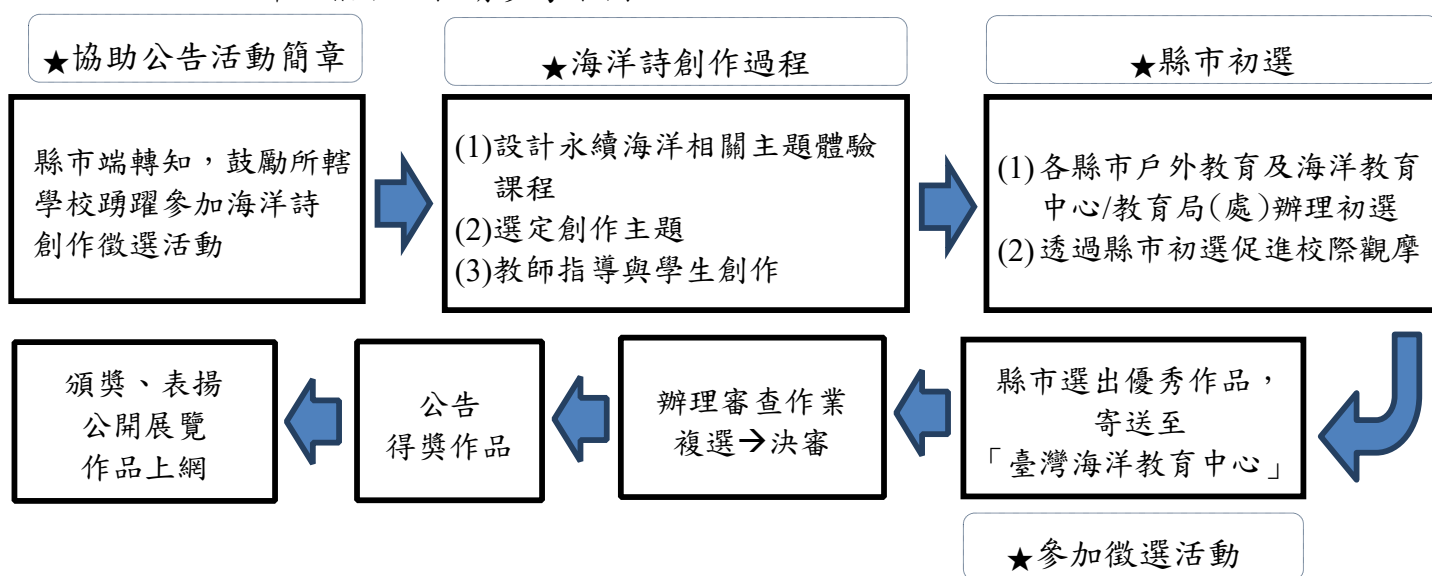 ★協助公告活動簡章
縣市端轉知，鼓勵所轄
學校踴躍參加海洋詩
創作徵選活動
★海洋詩創作過程
(1)設計永續海洋相關主題體驗
課程
(2)選定創作主題
(3)教師指導與學生創作
★縣市初選
(1)各縣市戶外教育及海洋教育
中心/教育局(處)辦理初選
(2)透過縣市初選促進校際觀摩
縣市選出優秀作品，
寄送至
「臺灣海洋教育中心」
★參加徵選活動
辦理審查作業
複選→決審
公告
得獎作品
頒獎、表揚
公開展覽
作品上網